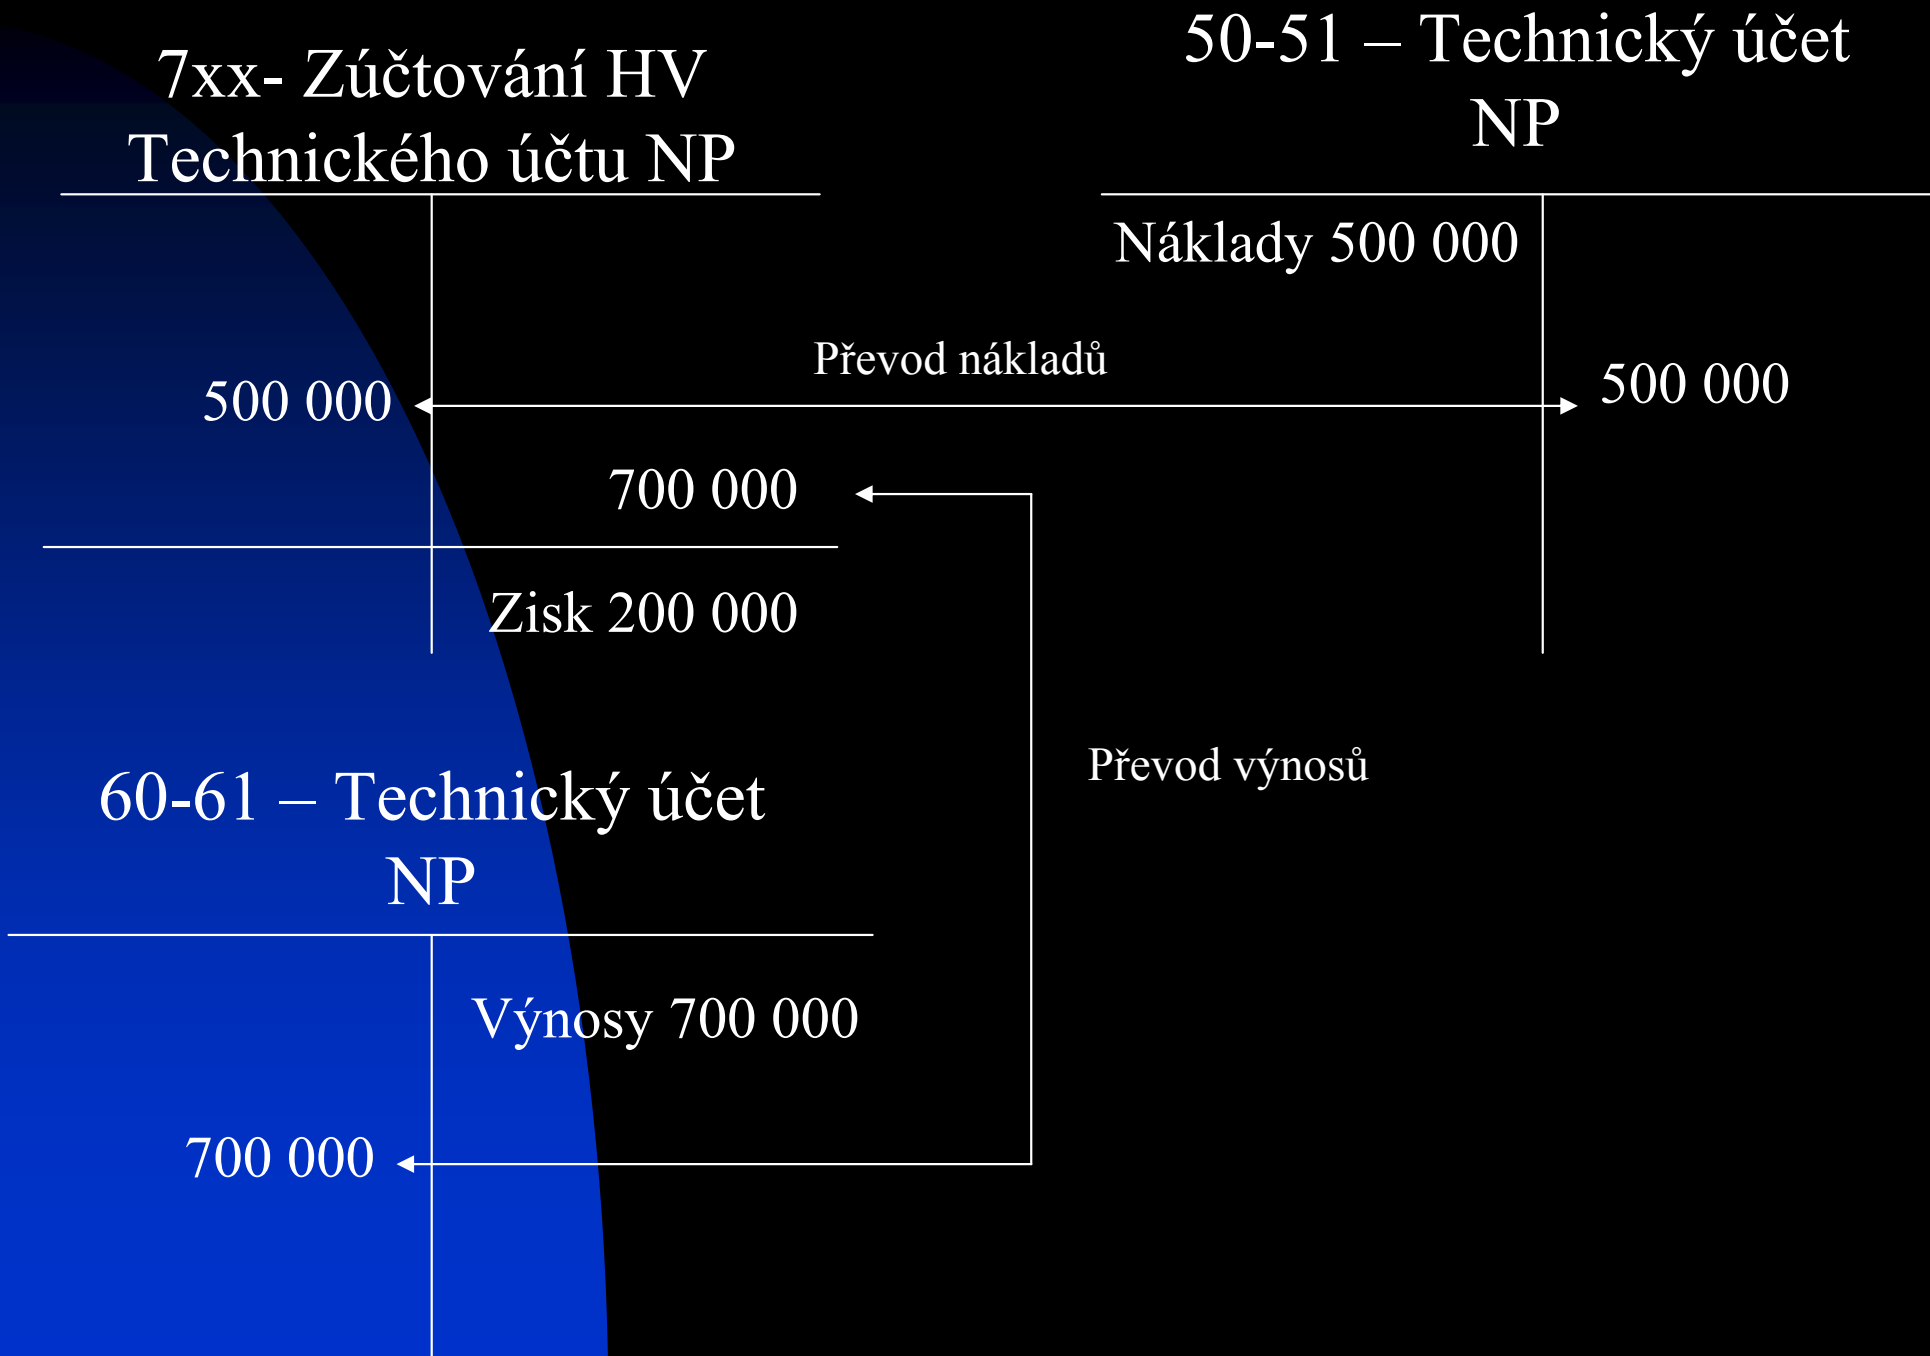 7xx- Zúčtování HV
Technického účtu NP
50-51 – Technický účet
NP
Náklady 500 000
Převod nákladů
500 000
500 000
700 000
Zisk 200 000
Převod výnosů
60-61 – Technický účet
NP
Výnosy 700 000
700 000